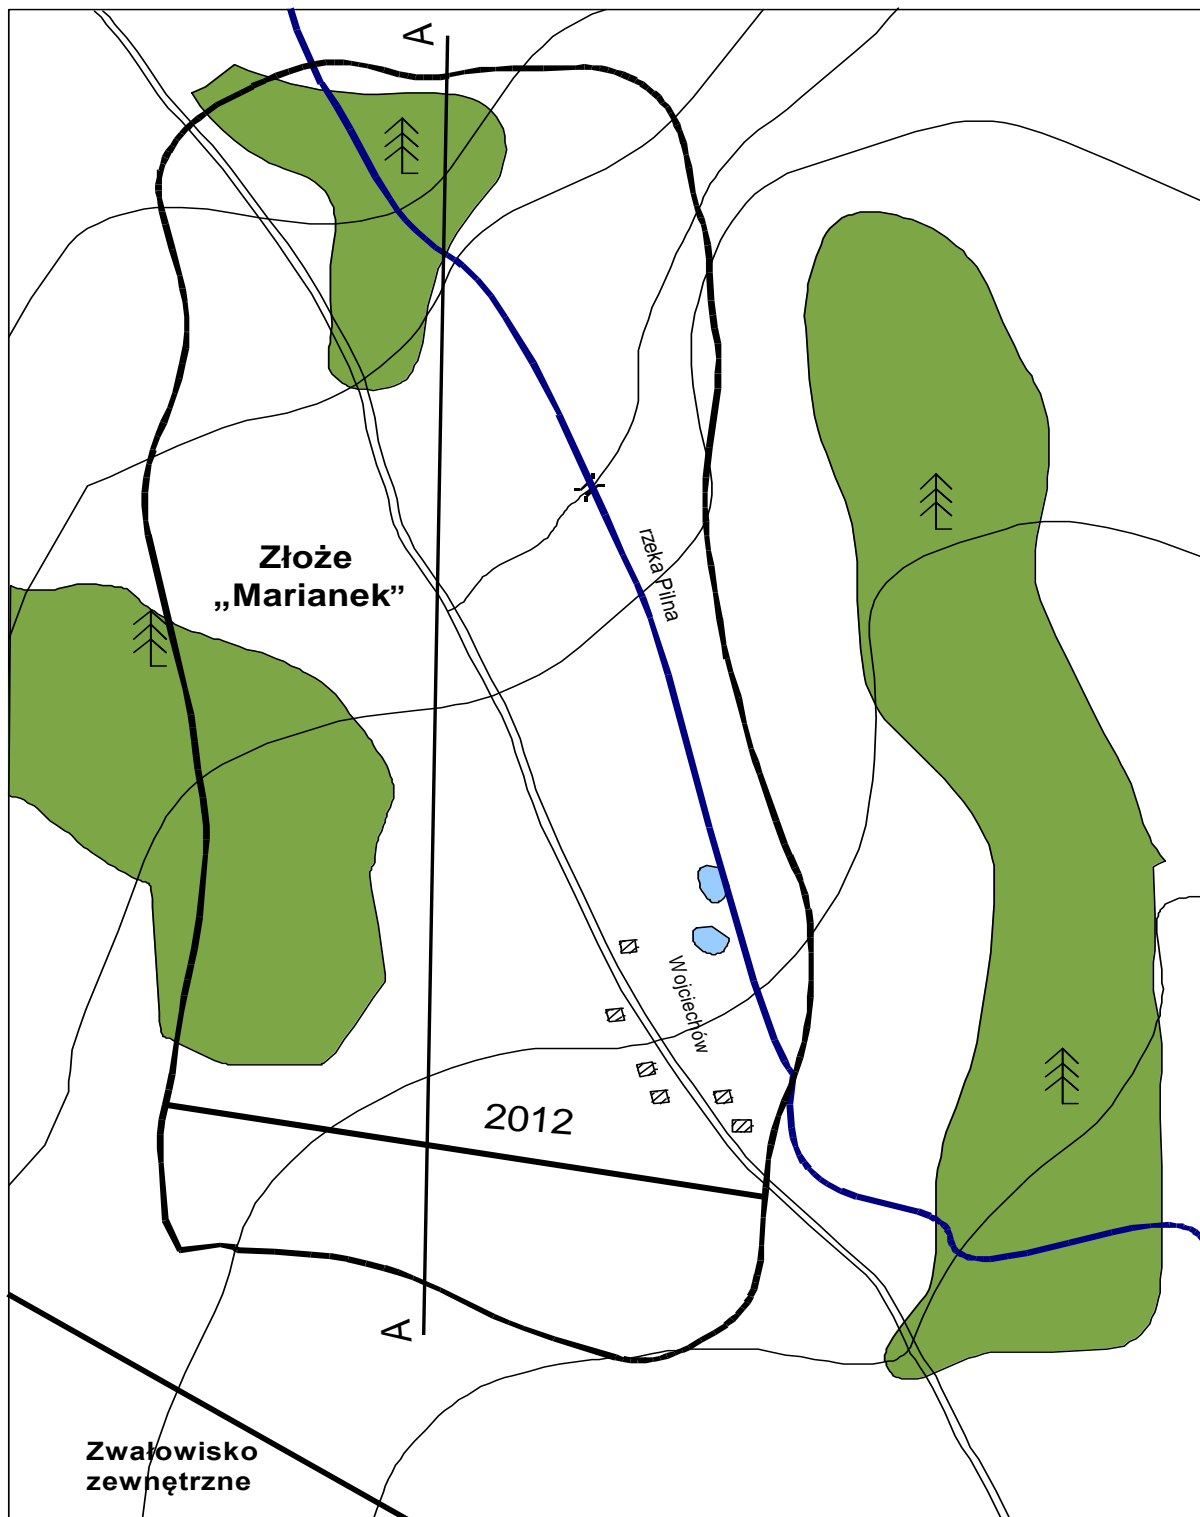 A
Złoże
„Marianek”
rzeka Pilna
Wojciechów
2012
A
Zwałowisko
zewnętrzne